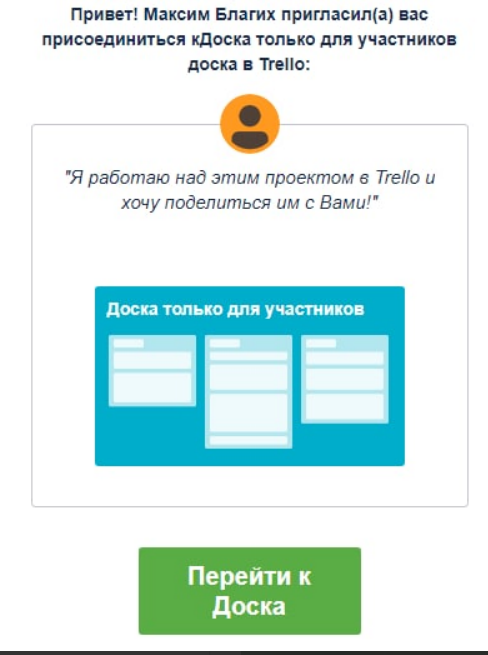 Привет! Максим Благих пригласил(а) вас
присоединиться кДоска только для участников
доска в Trello:
"Я работаю над этим проектом в Trello и
хочу поделиться им с Вами!"
Доска только для участников
Перейти к
Доска